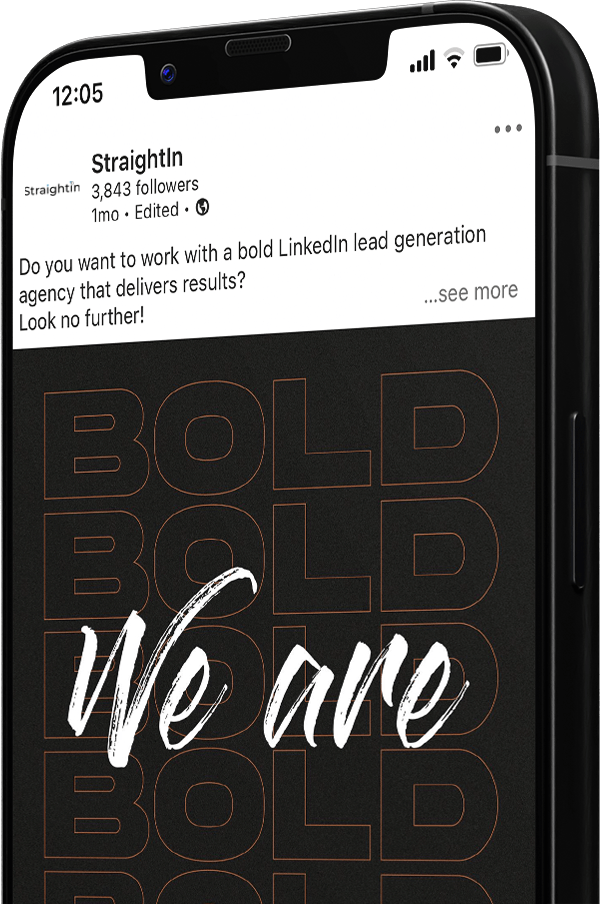 12:05
StraightIn
StraightIn
3,843 followers
1mo • Edited •
Do you want to work with a bold LinkedIn lead generation
agency that delivers results?
...see more
Look no further!
BOLD
BOLD
We are
BOLD
BOLD
BOLD